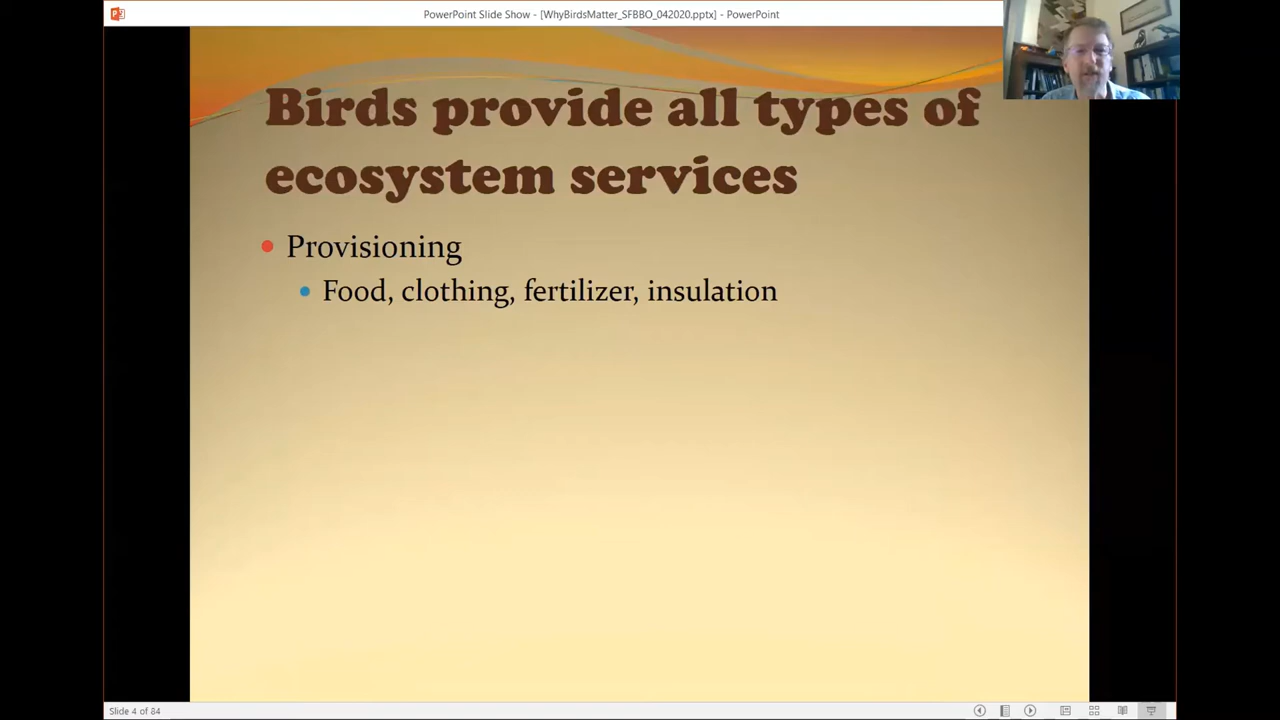 PowerPoint Slide Show - [WhyBirdsMatter_SFBBO_042020.pptx] - PowerPoint
Birds provide all types of
ecosystem services
Provisioning
Food, clothing, fertilizer, insulation
Slide 4 of 84